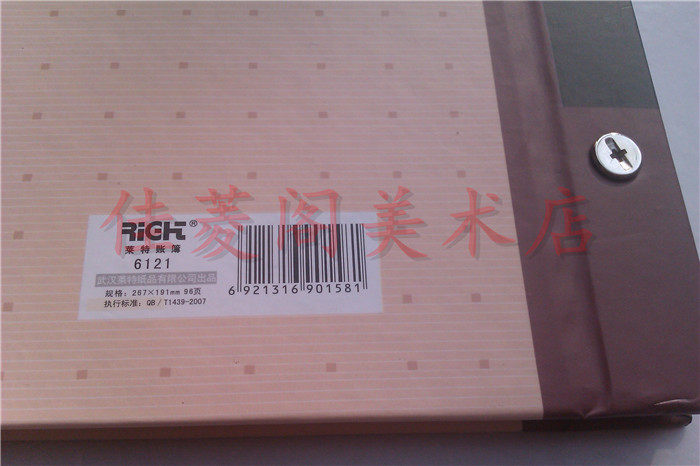 佳菱阁美术店
RIGHT®
莱特账簿
6121
武汉莱特纸品有限公司出品
规格:267×191mm 96页
执行标准:QB/T1439-2007
6 921316 901581